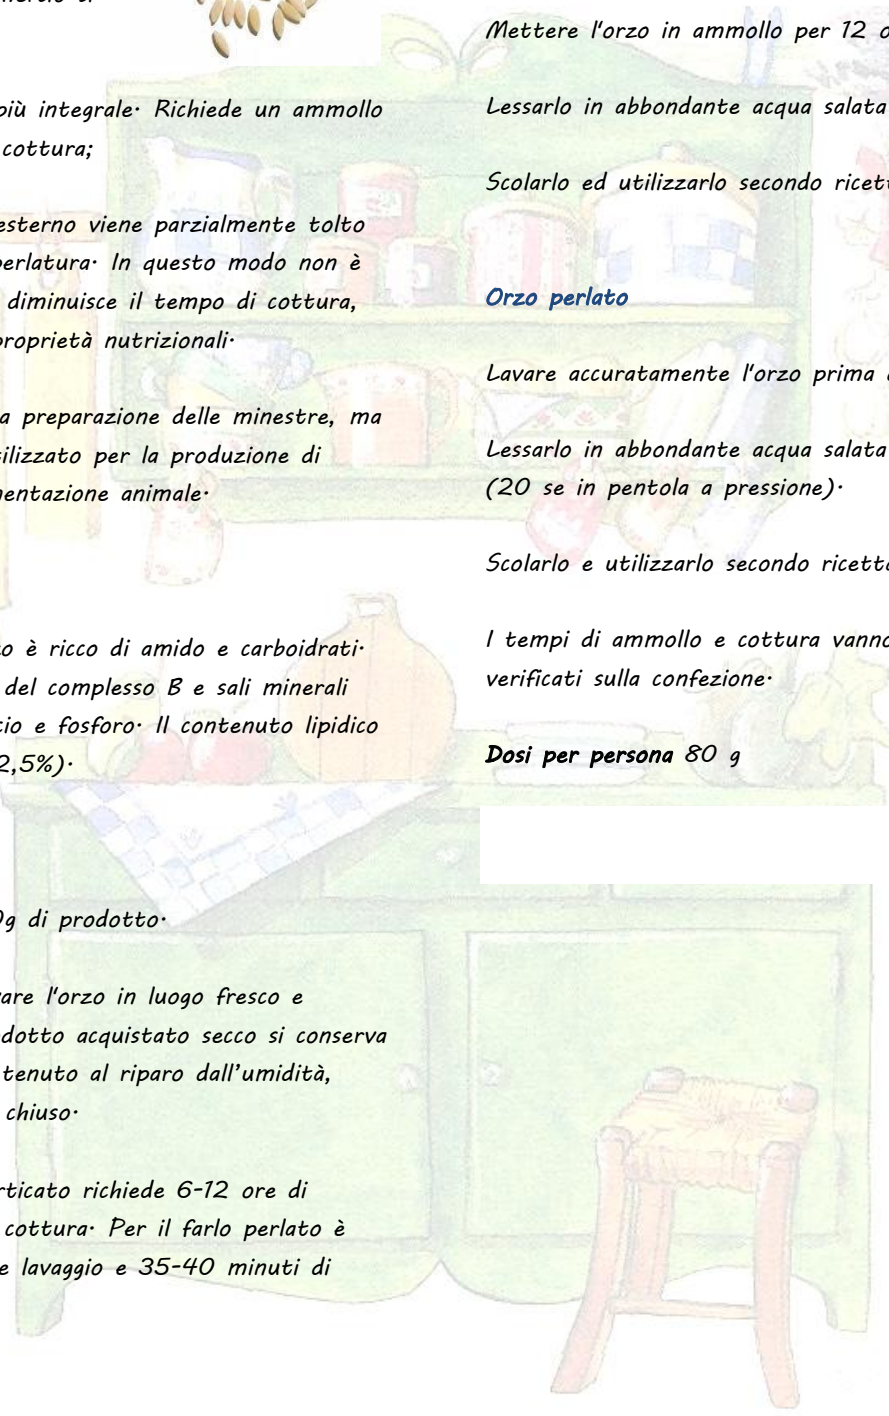 più integrale. Richiede un ammollo
cottura;
esterno viene parzialmente tolto
perlatura. In questo modo non è
diminuisce il tempo di cottura,
proprietà nutrizionali.
a preparazione delle minestre, ma
tilizzato per la produzione di
mentazione animale.
o è ricco di amido e carboidrati.
del complesso B e sali minerali
cio e fosforo. Il contenuto lipidico
2,5%).
0g di prodotto.
vare l'orzo in luogo fresco e
odotto acquistato secco si conserva
tenuto al riparo dall'umidità,
chiuso.
rticato richiede 6-12 ore di
cottura. Per il farlo perlato è
e lavaggio e 35-40 minuti di
Mettere l'orzo in ammollo per 12 o
Lessarlo in abbondante acqua salata
Scolarlo ed utilizzarlo secondo ricett
Orzo perlato
Lavare accuratamente l'orzo prima
Lessarlo in abbondante acqua salata
(20 se in pentola a pressione).
Scolarlo e utilizzarlo secondo ricetta
I tempi di ammollo e cottura vanno
verificati sulla confezione.
Dosi per persona 80 g